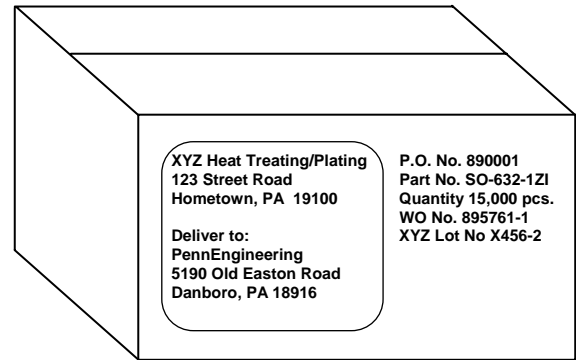 XYZ Heat Treating/Plating
123 Street Road
Hometown, PA 19100
Deliver to:
PennEngineering
5190 Old Easton Road
Danboro, PA 18916
P.O. No. 890001
Part No. SO-632-1ZI
Quantity 15,000 pcs.
WO No. 895761-1
XYZ Lot No X456-2